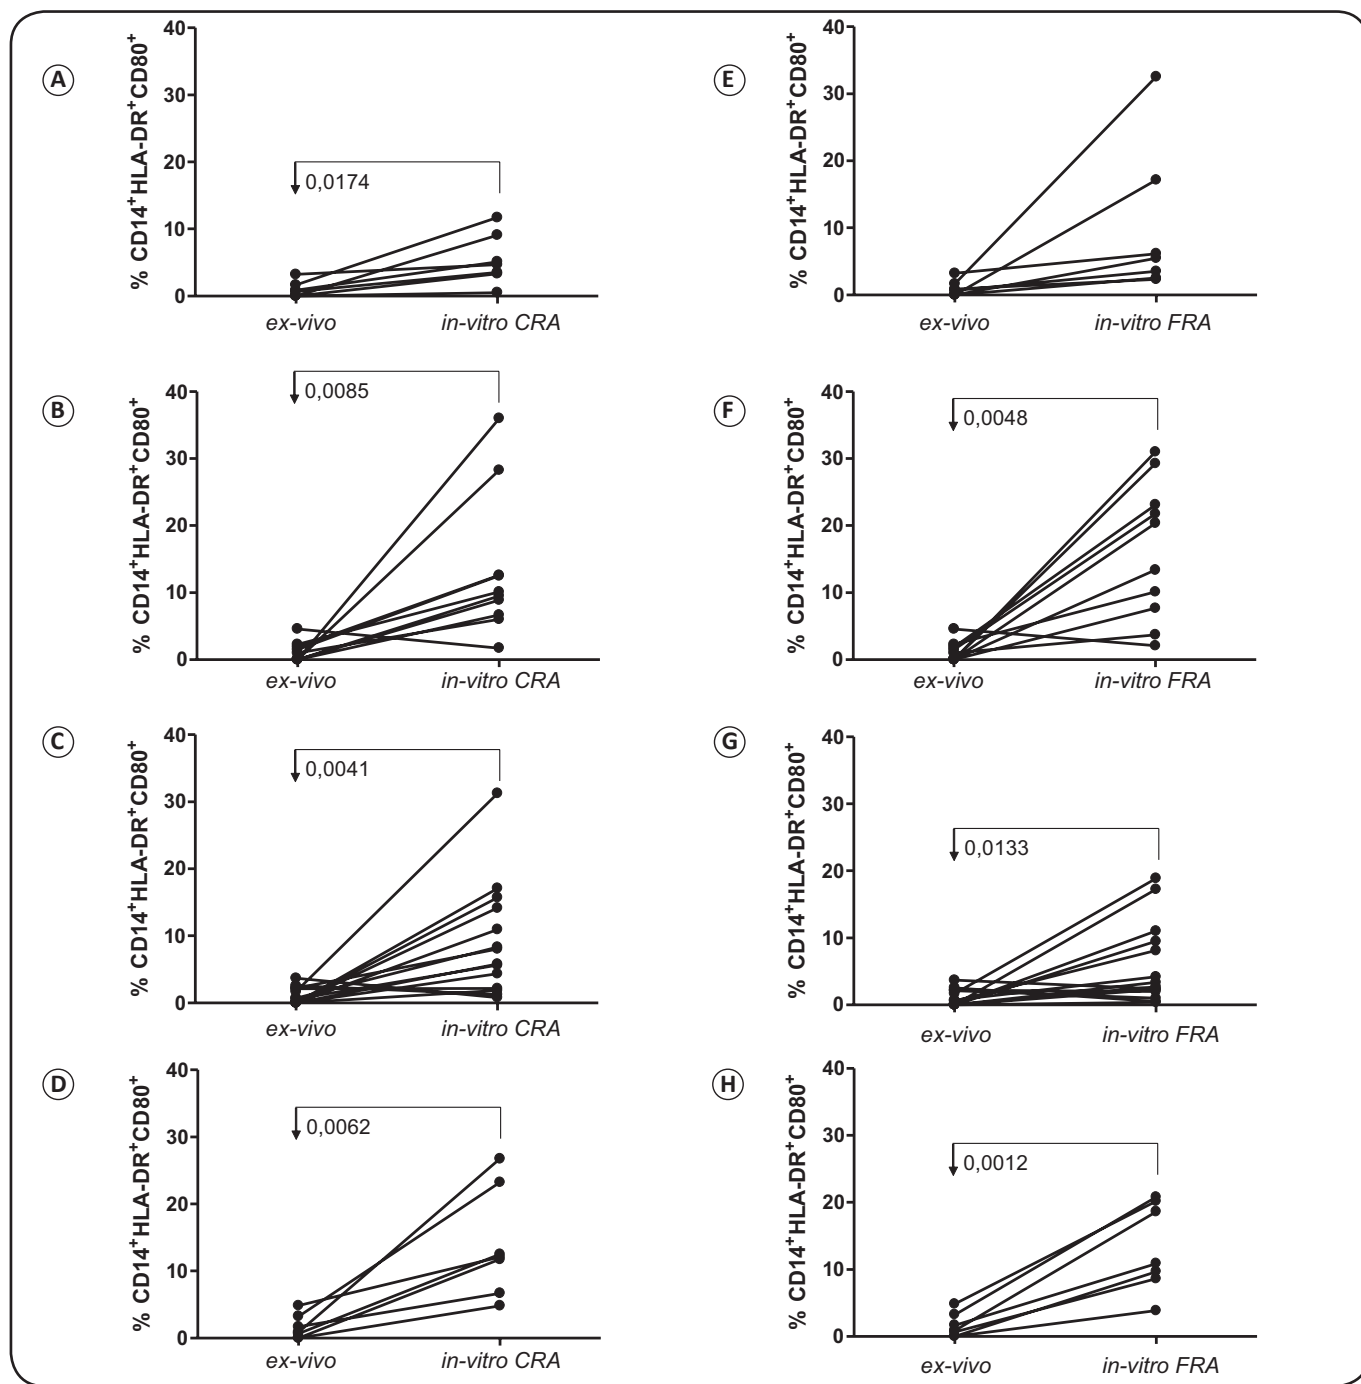 A
% CD14⁺HLA-DR⁺CD80⁺
40
30
20
10
0
0,0174
ex-vivo
in-vitro CRA
B
% CD14⁺HLA-DR⁺CD80⁺
40
30
20
10
0
0,0085
ex-vivo
in-vitro CRA
C
% CD14⁺HLA-DR⁺CD80⁺
40
30
20
10
0
0,0041
ex-vivo
in-vitro CRA
D
% CD14⁺HLA-DR⁺CD80⁺
40
30
20
10
0
0,0062
ex-vivo
in-vitro CRA
E
% CD14⁺HLA-DR⁺CD80⁺
40
30
20
10
0
ex-vivo
in-vitro FRA
F
% CD14⁺HLA-DR⁺CD80⁺
40
30
20
10
0
0,0048
ex-vivo
in-vitro FRA
G
% CD14⁺HLA-DR⁺CD80⁺
40
30
20
10
0
0,0133
ex-vivo
in-vitro FRA
H
% CD14⁺HLA-DR⁺CD80⁺
40
30
20
10
0
0,0012
ex-vivo
in-vitro FRA